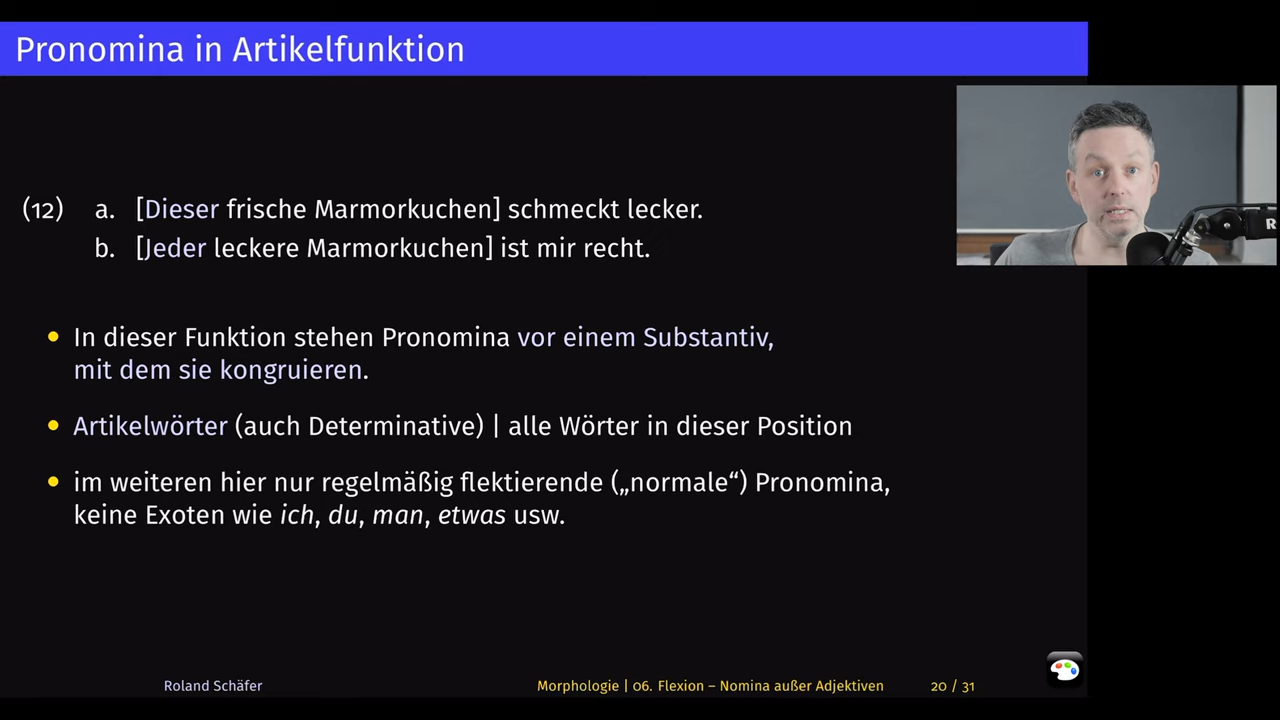 Pronomina in Artikelfunktion
(12) a. [Dieser frische Marmorkuchen] schmeckt lecker.
b. [Jeder leckere Marmorkuchen] ist mir recht.
• In dieser Funktion stehen Pronomina vor einem Substantiv,
mit dem sie kongruieren.
• Artikelwörter (auch Determinative) | alle Wörter in dieser Position
• im weiteren hier nur regelmäßig flektierende („normale“) Pronomina,
keine Exoten wie ich, du, man, etwas usw.
R
Roland Schäfer Morphologie | 06. Flexion – Nomina außer Adjektiven 20 / 31